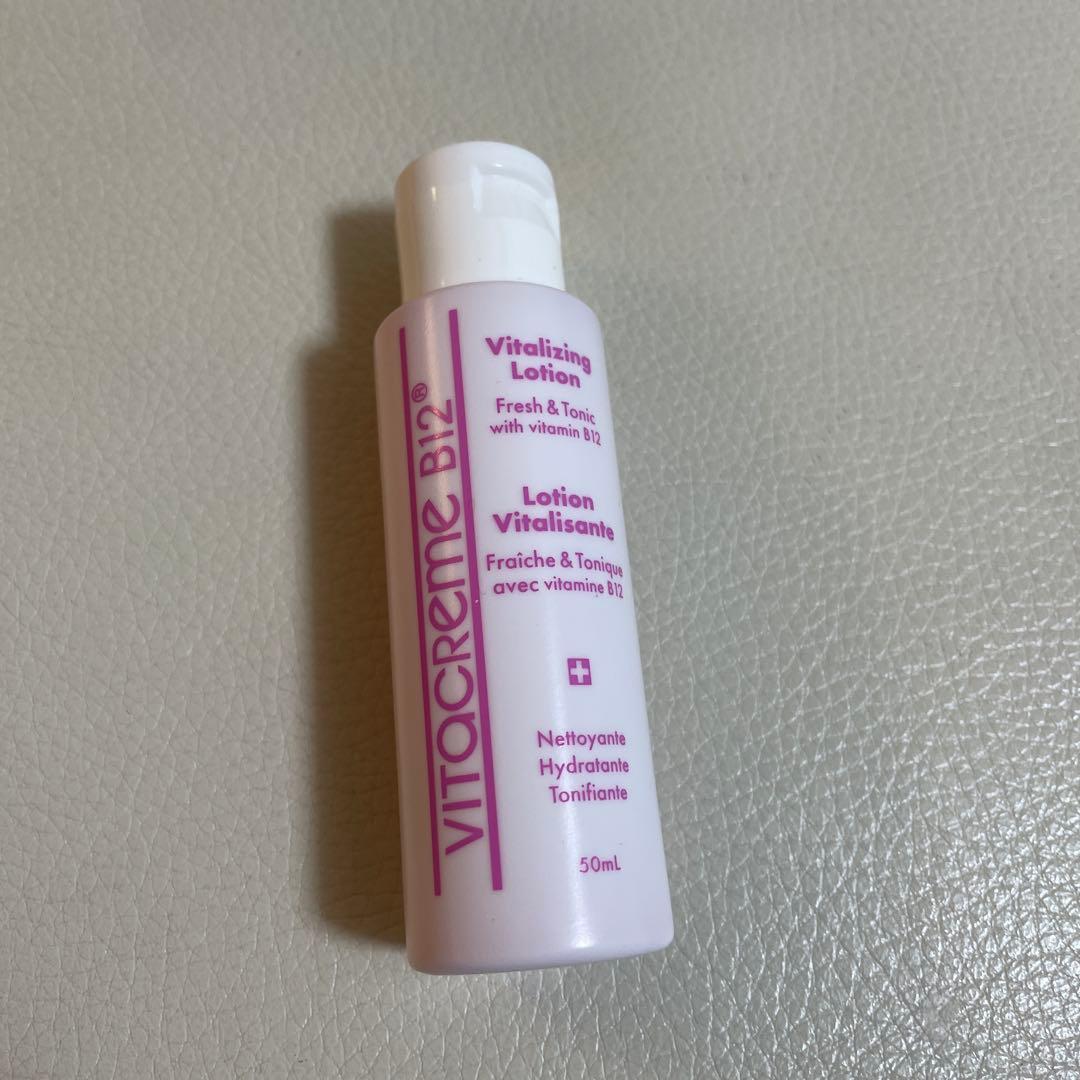 VITACREME B12®
Vitalizing
Lotion
Fresh & Tonic
with vitamin B12
Lotion
Vitalisante
Fraîche & Tonique
avec vitamine B12
Nettoyante
Hydratante
Tonifiante
50mL